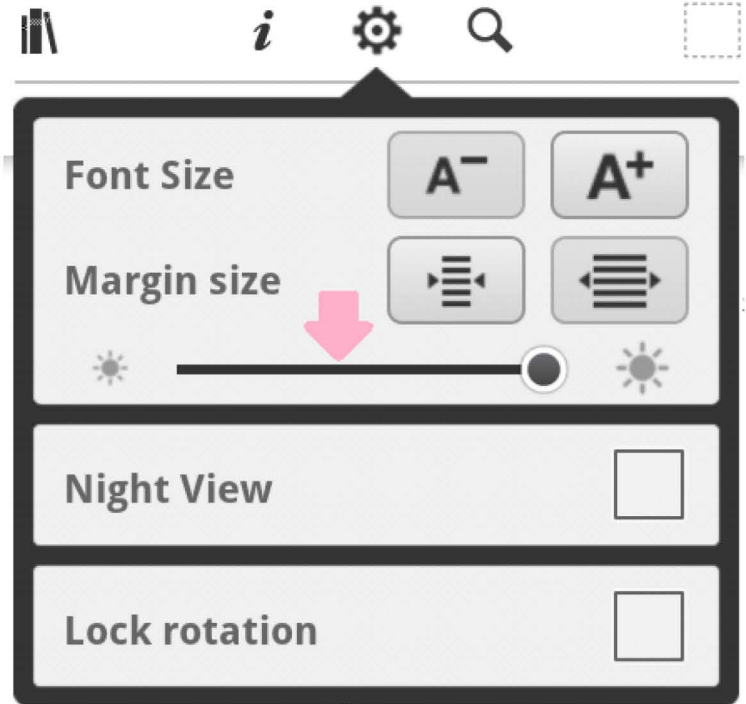 i
Font Size A- A+
Margin size
Night View
Lock rotation